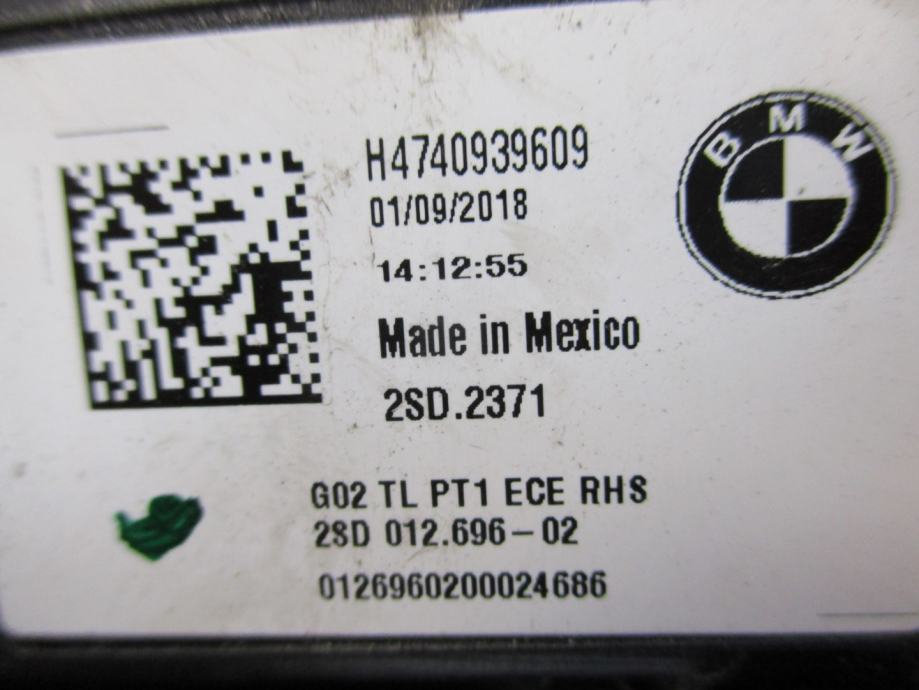 H4740939609
01/09/2018
14:12:55
Made in Mexico
2SD.2371
BMW
G02 TL PT1 ECE RHS
2SD 012.696-02
0126960200024686